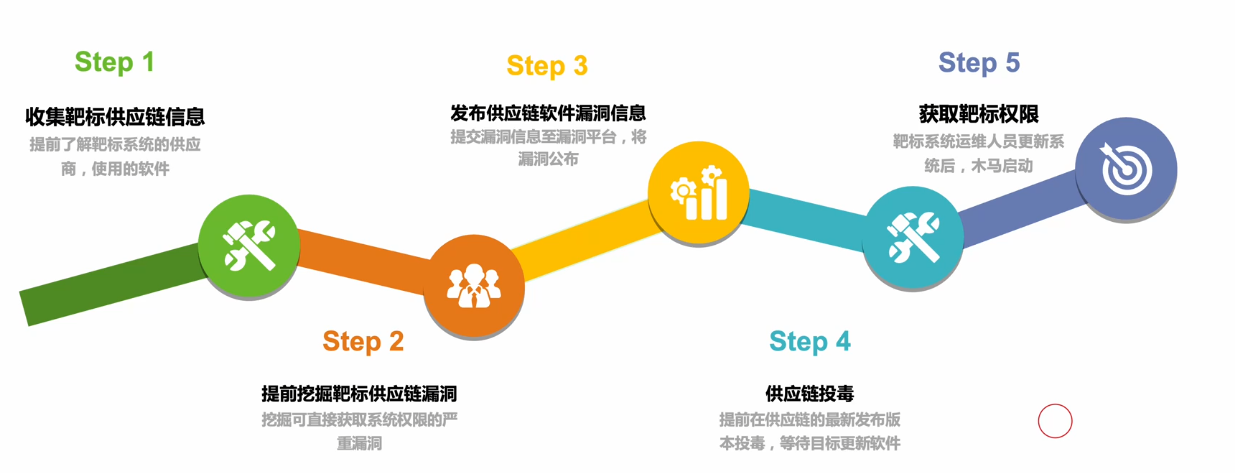 Step 1
收集靶标供应链信息
提前了解靶标系统的供应
商，使用的软件
Step 2
提前挖掘靶标供应链漏洞
挖掘可直接获取系统权限的严
重漏洞
Step 3
发布供应链软件漏洞信息
提交漏洞信息至漏洞平台，将
漏洞公布
Step 4
供应链投毒
提前在供应链的最新发布版
本投毒，等待目标更新软件
Step 5
获取靶标权限
靶标系统运维人员更新系
统后，木马启动